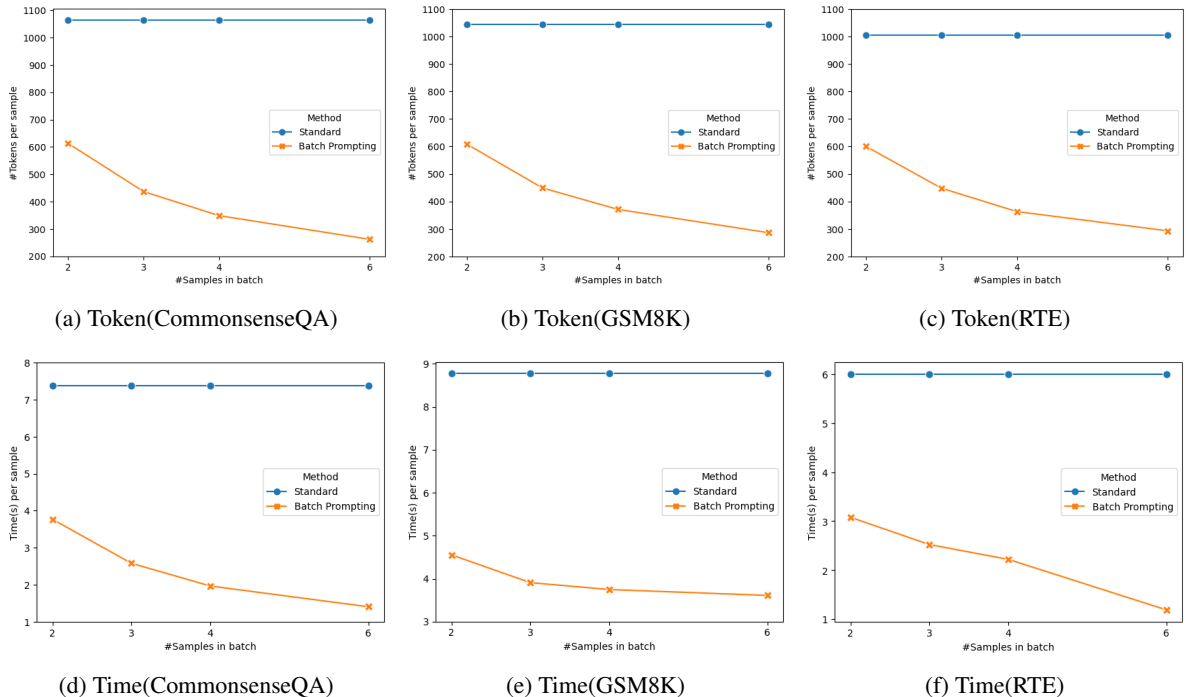 1100
1000
900
800
700
600
500
400
300
200
#Tokens per sample
Method
Standard
Batch Prompting
2 3 4 6
#Samples in batch
(a) Token(CommonsenseQA)
1100
1000
900
800
700
600
500
400
300
200
#Tokens per sample
Method
Standard
Batch Prompting
2 3 4 6
#Samples in batch
(b) Token(GSM8K)
1100
1000
900
800
700
600
500
400
300
200
#Tokens per sample
Method
Standard
Batch Prompting
2 3 4 6
#Samples in batch
(c) Token(RTE)
8
7
6
5
4
3
2
1
Time(s) per sample
Method
Standard
Batch Prompting
2 3 4 6
#Samples in batch
(d) Time(CommonsenseQA)
9
8
7
6
5
4
3
Time(s) per sample
Method
Standard
Batch Prompting
2 3 4 6
#Samples in batch
(e) Time(GSM8K)
6
5
4
3
2
1
Time(s) per sample
Method
Standard
Batch Prompting
2 3 4 6
#Samples in batch
(f) Time(RTE)